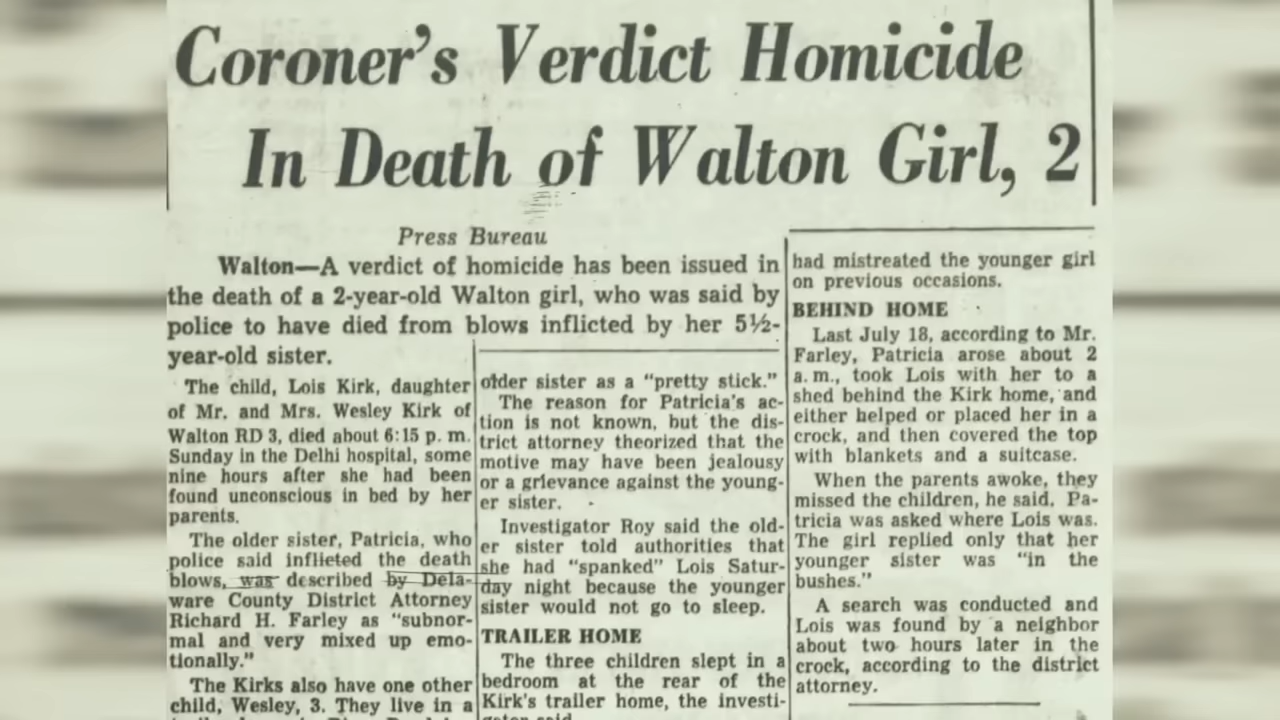 Coroner's Verdict Homicide
In Death of Walton Girl, 2
Press Bureau
Walton—A verdict of homicide has been issued in
the death of a 2-year-old Walton girl, who was said by
police to have died from blows inflicted by her 5½-
year-old sister.
The child, Lois Kirk, daughter
of Mr. and Mrs. Wesley Kirk of
Walton RD 3, died about 6:15 p. m.
Sunday in the Delhi hospital, some
nine hours after she had been
found unconscious in bed by her
parents.
The older sister, Patricia, who
police said inflicted the death
blows, was described by Dela-
ware County District Attorney
Richard H. Farley as "subnor-
mal and very mixed up emo-
tionally."
The Kirks also have one other
child, Wesley, 3. They live in a
older sister as a "pretty stick."
The reason for Patricia's ac-
tion is not known, but the dis-
trict attorney theorized that the
motive may have been jealousy
or a grievance against the young-
er sister.
Investigator Roy said the old-
er sister told authorities that
she had "spanked" Lois Satur-
day night because the younger
sister would not go to sleep.
TRAILER HOME
The three children slept in a
bedroom at the rear of the
Kirk's trailer home, the investi-
gator said.
had mistreated the younger girl
on previous occasions.
BEHIND HOME
Last July 18, according to Mr.
Farley, Patricia arose about 2
a. m., took Lois with her to a
shed behind the Kirk home, and
either helped or placed her in a
crock, and then covered the top
with blankets and a suitcase.
When the parents awoke, they
missed the children, he said. Pa-
tricia was asked where Lois was.
The girl replied only that her
younger sister was "in the
bushes."
A search was conducted and
Lois was found by a neighbor
about two hours later in the
crock, according to the district
attorney.